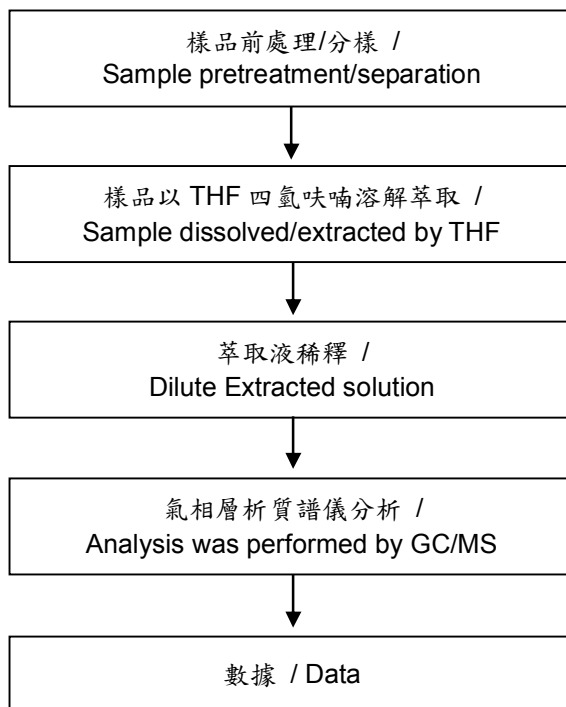 樣品前處理/分樣 /
Sample pretreatment/separation
樣品以 THF 四氫呋喃溶解萃取 /
Sample dissolved/extracted by THF
萃取液稀釋 /
Dilute Extracted solution
氣相層析質譜儀分析 /
Analysis was performed by GC/MS
數據 / Data